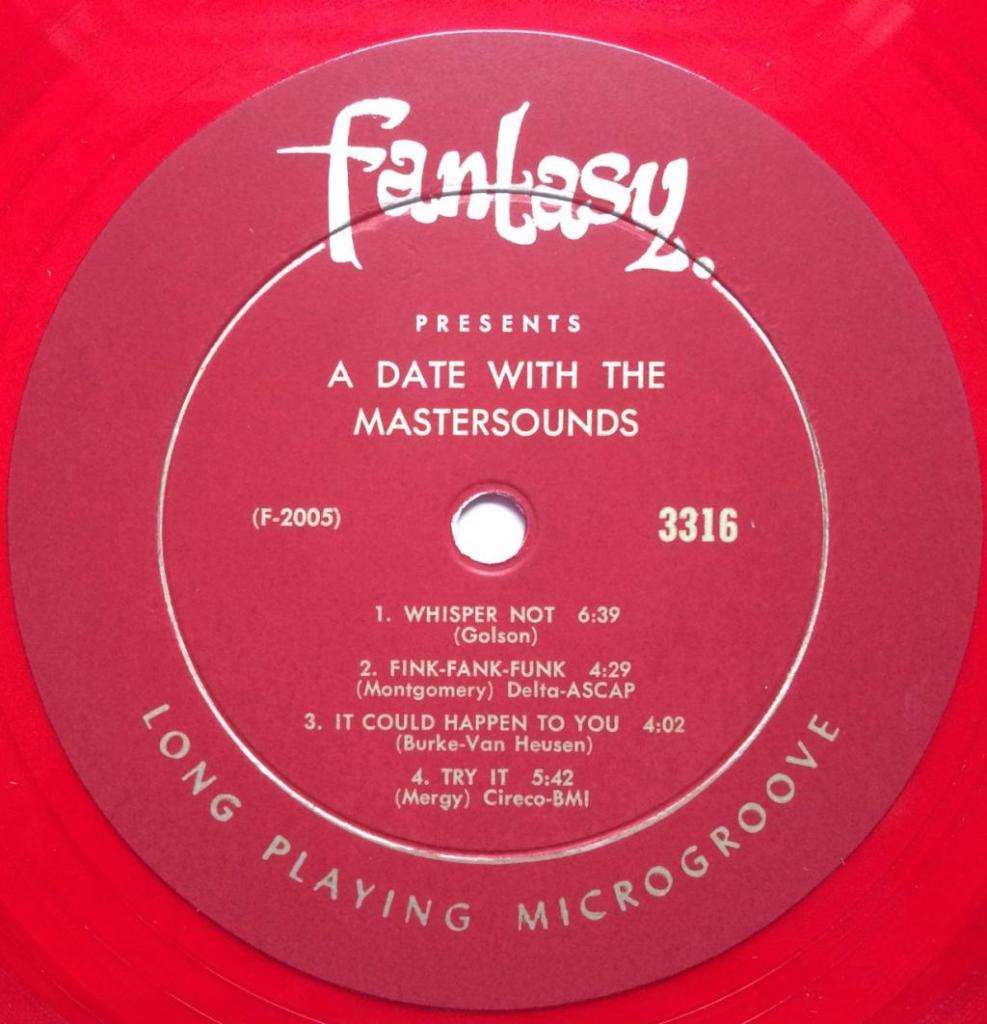 Fantasy.
PRESENTS
A DATE WITH THE
MASTERSOUNDS
(F-2005)
3316
1. WHISPER NOT 6:39
(Golson)
2. FINK-FANK-FUNK 4:29
(Montgomery) Delta-ASCAP
3. IT COULD HAPPEN TO YOU 4:02
(Burke-Van Heusen)
4. TRY IT 5:42
(Mergy) Cireco-BMI
LONG PLAYING MICROGROOVE